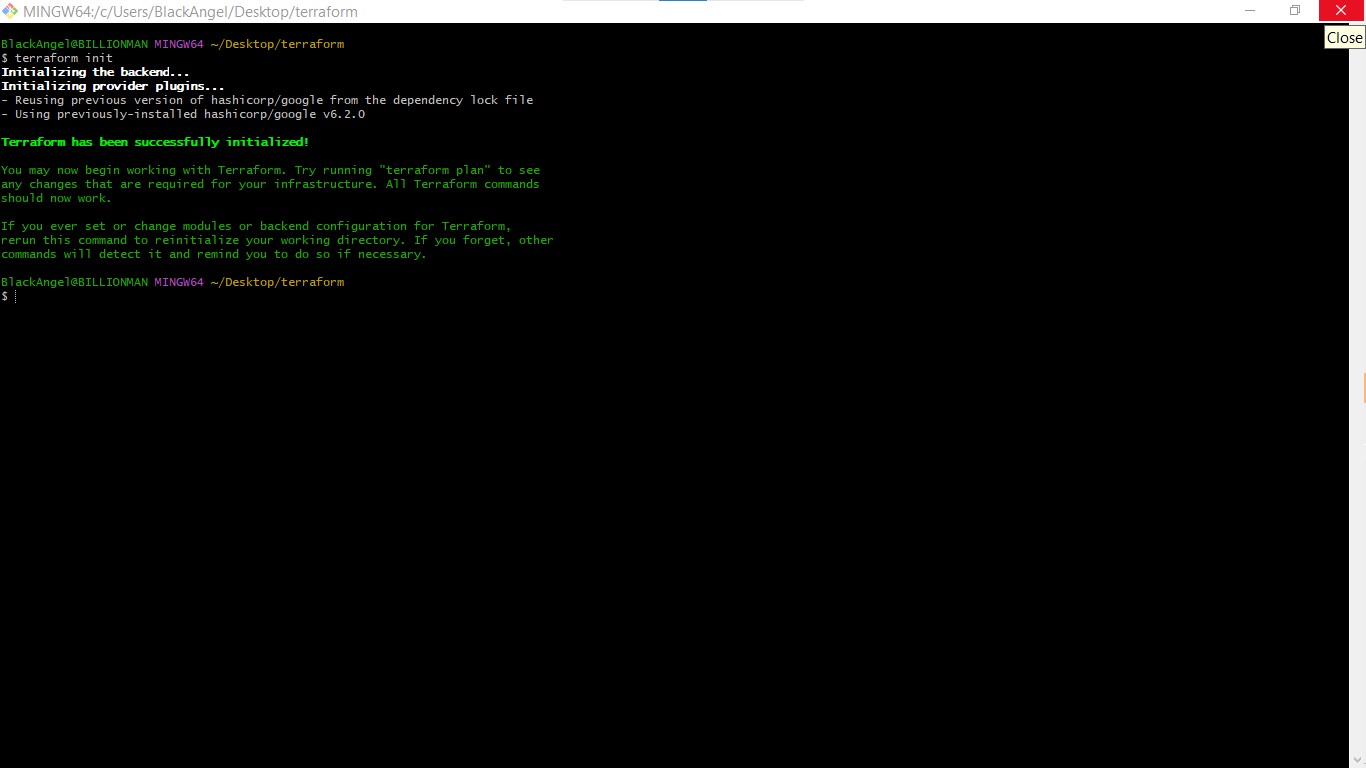 MINGW64:/c/Users/BlackAngel/Desktop/terraform
Close
BlackAngel@BILLIONMAN MINGW64 ~/Desktop/terraform
$ terraform init
Initializing the backend...
Initializing provider plugins...
- Reusing previous version of hashicorp/google from the dependency lock file
- Using previously-installed hashicorp/google v6.2.0
Terraform has been successfully initialized!
You may now begin working with Terraform. Try running "terraform plan" to see
any changes that are required for your infrastructure. All Terraform commands
should now work.
If you ever set or change modules or backend configuration for Terraform,
rerun this command to reinitialize your working directory. If you forget, other
commands will detect it and remind you to do so if necessary.
BlackAngel@BILLIONMAN MINGW64 ~/Desktop/terraform
$